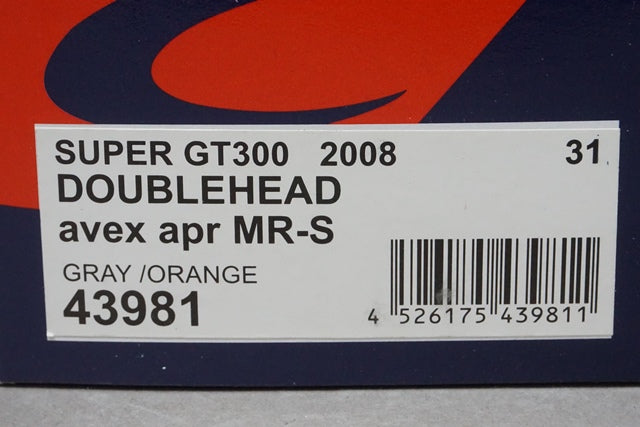 SUPER GT300 2008 31
DOUBLEHEAD
avex apr MR-S
GRAY /ORANGE
43981
4 526175 439811